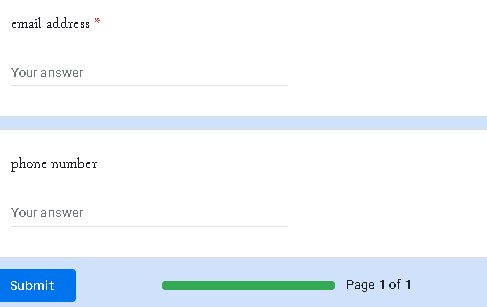 email address *
Your answer
phone number
Your answer
Submit
Page 1 of 1